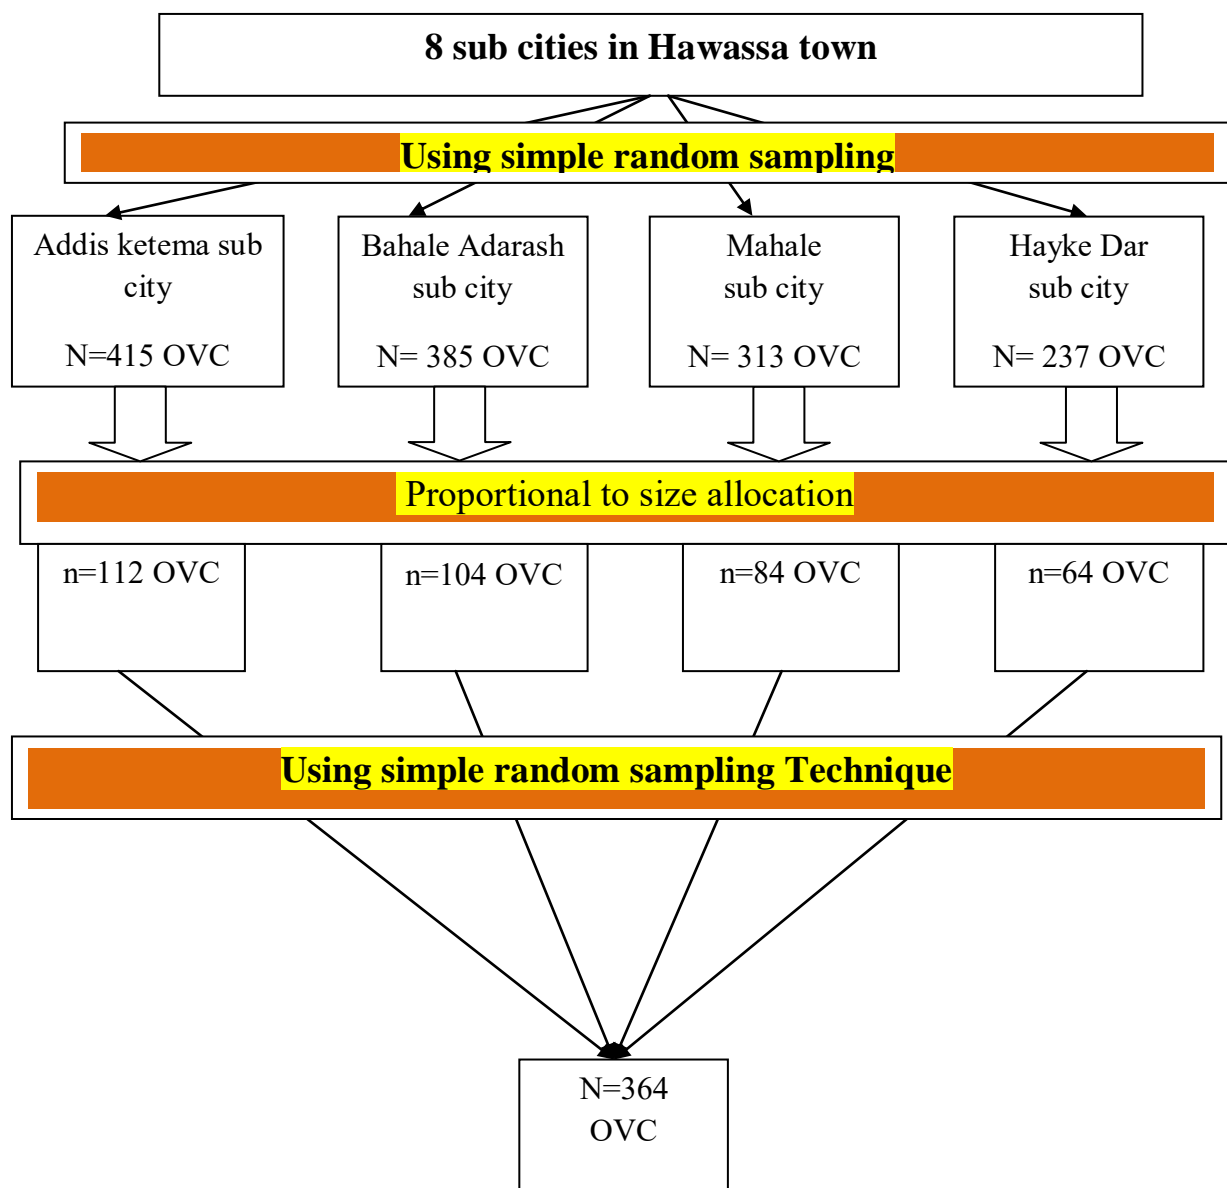 8 sub cities in Hawassa town
Using simple random sampling
Addis ketema sub
city
N=415 OVC
Bahale Adarash
sub city
N= 385 OVC
Mahale
sub city
N= 313 OVC
Hayke Dar
sub city
N= 237 OVC
Proportional to size allocation
n=112 OVC
n=104 OVC
n=84 OVC
n=64 OVC
Using simple random sampling Technique
N=364
OVC